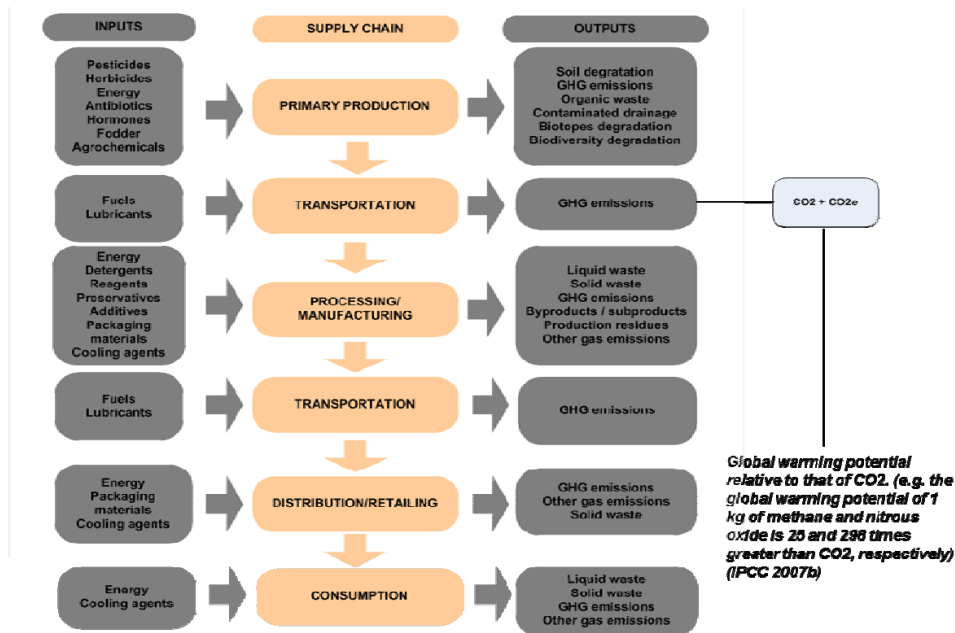 INPUTS
SUPPLY CHAIN
OUTPUTS
Pesticides
Herbicides
Energy
Antibiotics
Hormones
Fodder
Agrochemicals
PRIMARY PRODUCTION
Soil degratation
GHG emissions
Organic waste
Contaminated drainage
Biotopes degradation
Biodiversity degradation
Fuels
Lubricants
TRANSPORTATION
GHG emissions
CO2 + CO2e
Energy
Detergents
Reagents
Preservatives
Additives
Packaging
materials
Cooling agents
PROCESSING/
MANUFACTURING
Liquid waste
Solid waste
GHG emissions
Byproducts / subproducts
Production residues
Other gas emissions
Fuels
Lubricants
TRANSPORTATION
GHG emissions
Energy
Packaging
materials
Cooling agents
DISTRIBUTION/RETAILING
GHG emissions
Other gas emissions
Solid waste
Global warming potential
relative to that of CO2. (e.g. the
global warming potential of 1
kg of methane and nitrous
oxide is 25 and 298 times
greater than CO2, respectively)
(IPCC 2007b)
Energy
Cooling agents
CONSUMPTION
Liquid waste
Solid waste
GHG emissions
Other gas emissions